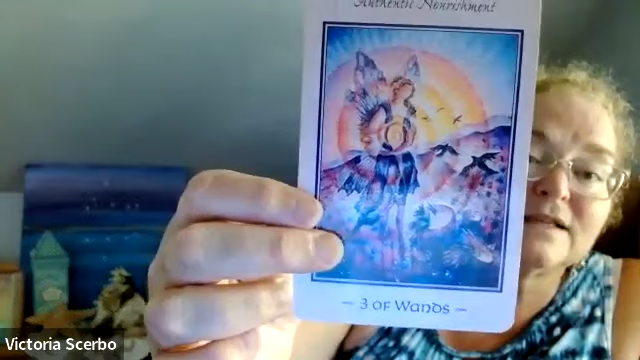 Authentic Nourishment
— 3 OF WANDS —
Victoria Scerbo